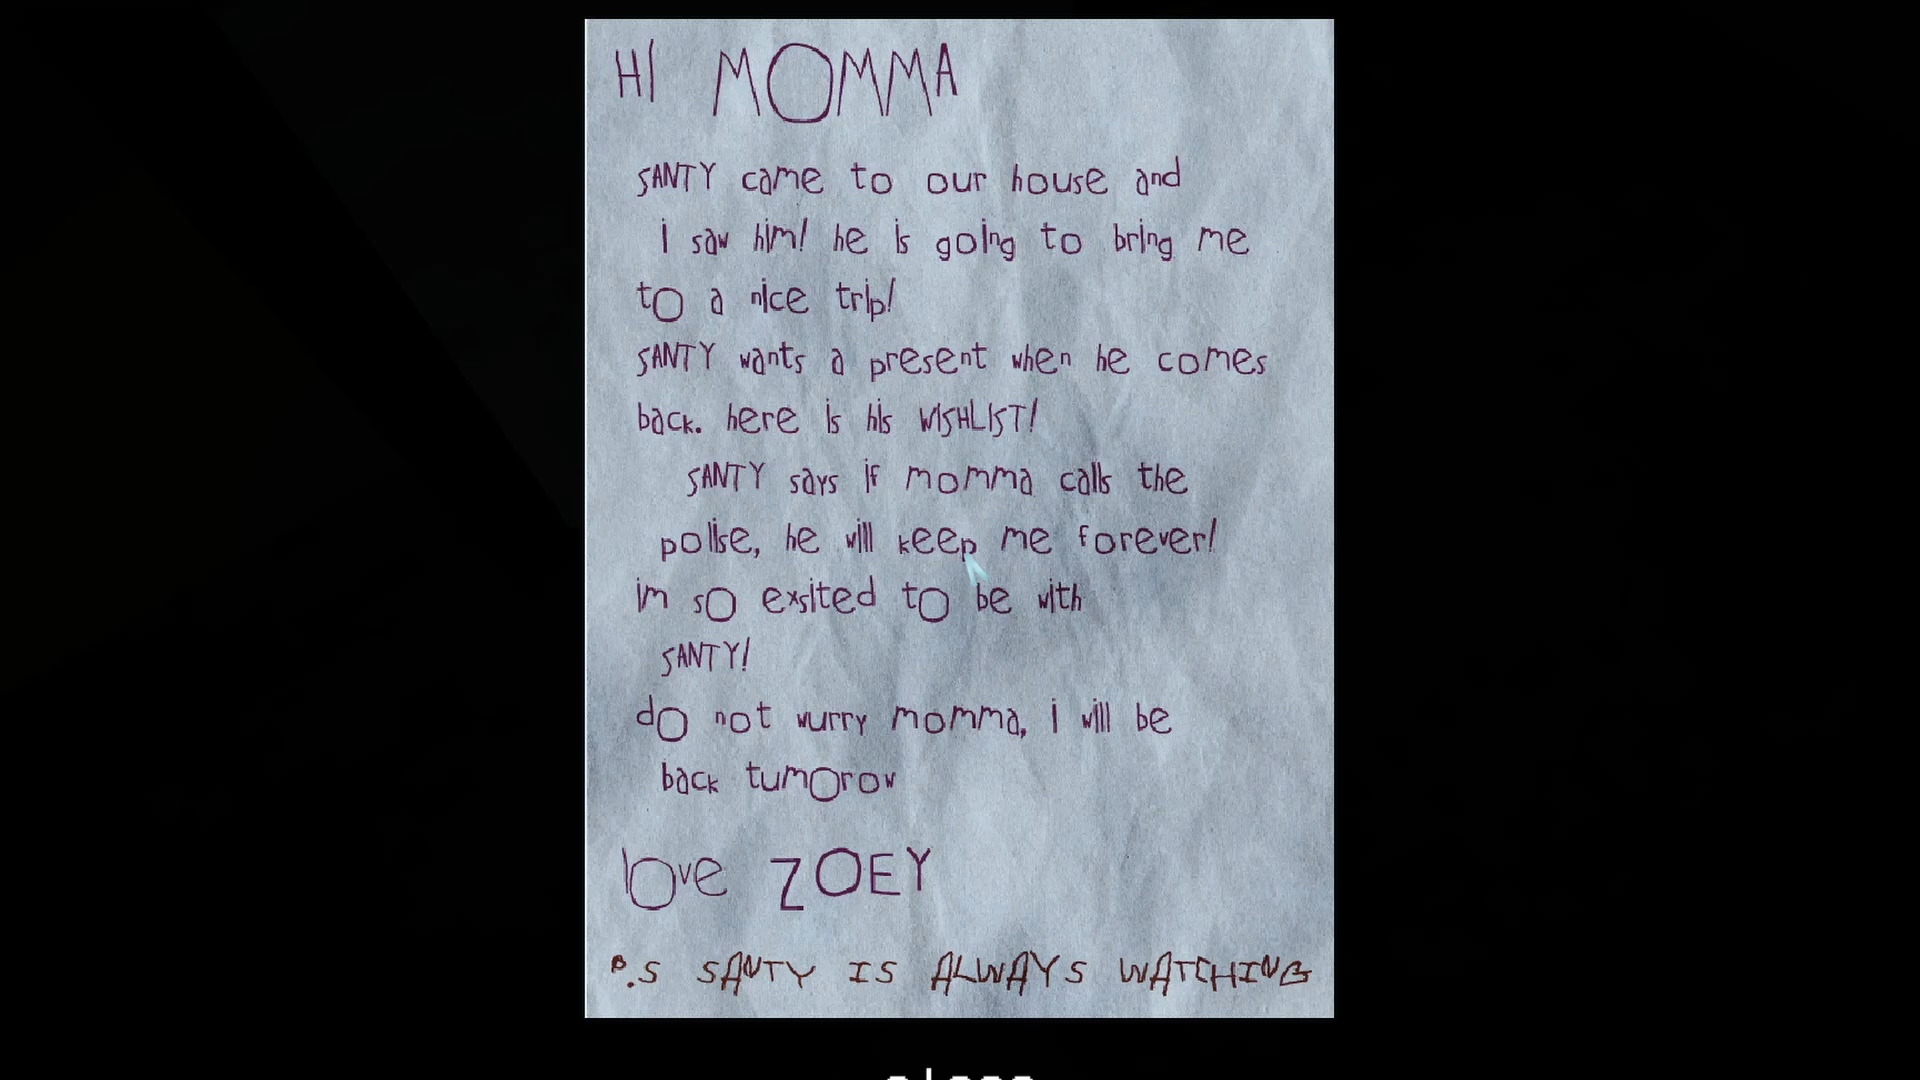 HI MOMMA
SANTY came to our house and
i saw him! he is going to bring me
to a nice trip!
SANTY wants a present when he comes
back. here is his WISHLIST!
SANTY says if momma calls the
polise, he will keep me forever!
im so exsited to be with
SANTY!
do not wurry momma, i will be
back tumorow
love ZOEY
P.S SANTY IS ALWAYS WATCHING